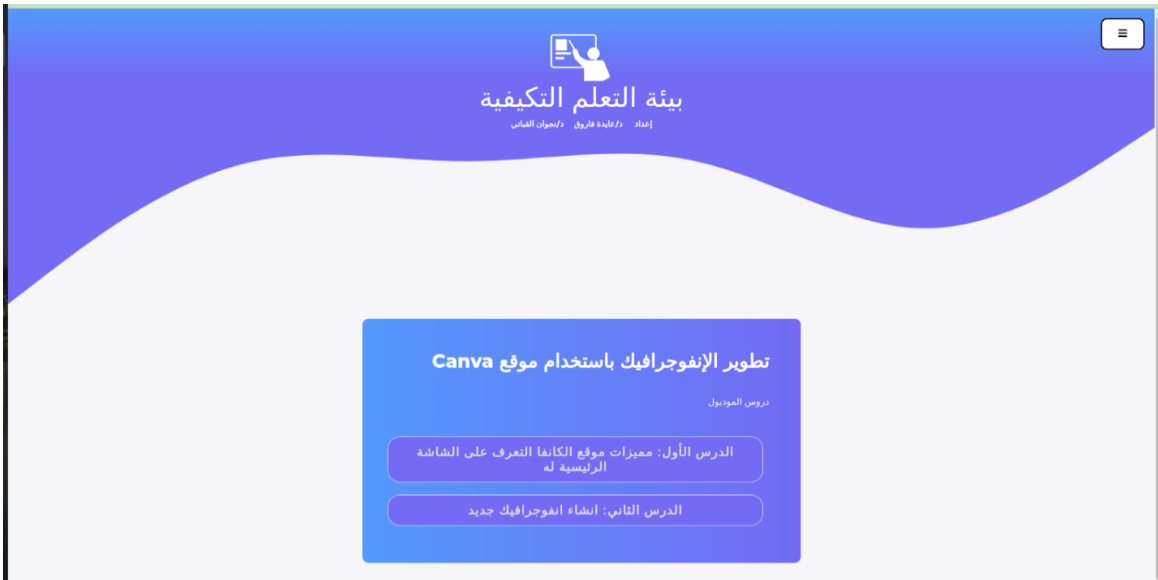 بيئة التعلم التكيفية
إعداد د/عايدة فاروق د/نجوان القباني
تطوير الإنفوجرافيك باستخدام موقع Canva
دروس الموديول
الدرس الأول: مميزات موقع الكانفا التعرف على الشاشة
الرئيسية له
الدرس الثاني: انشاء انفوجرافيك جديد